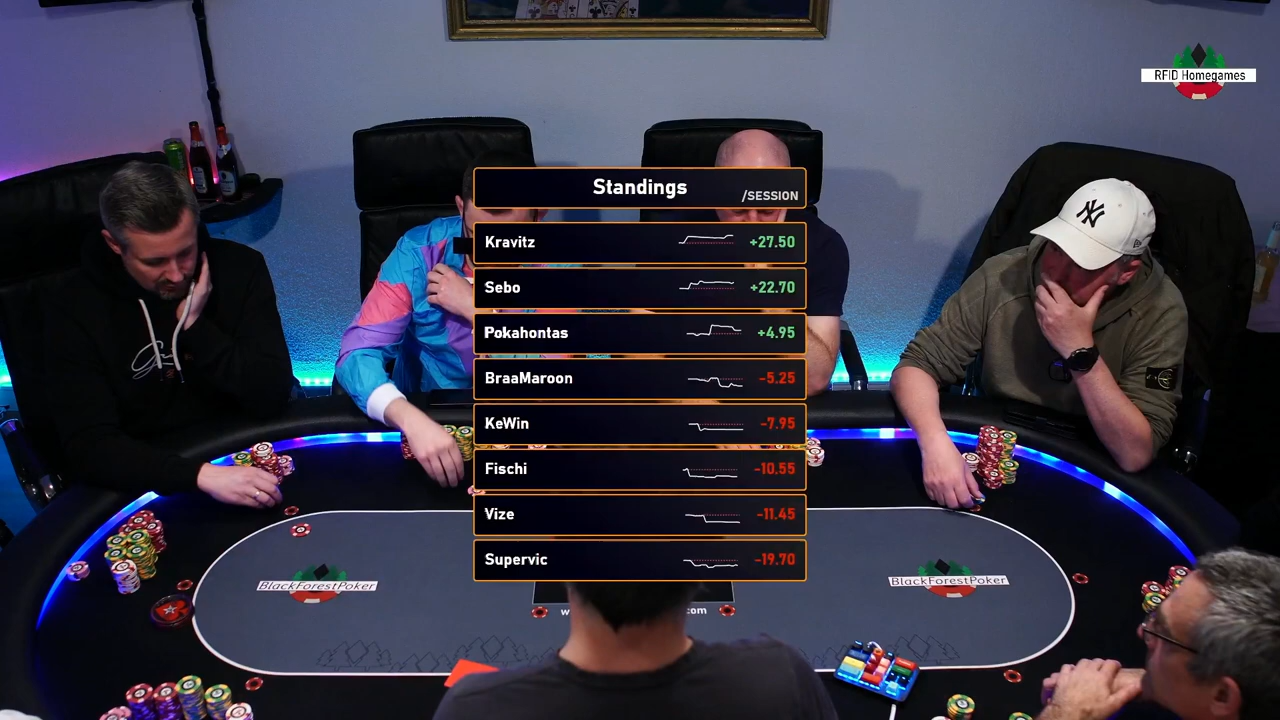 RFID Homegames
Standings
/SESSION
Kravitz +27.50
Sebo +22.70
Pokahontas +4.95
BraaMaroon -5.25
KeWin -7.95
Fischi -10.55
Vize -11.45
Supervic -19.70
BlackForestPoker
BlackForestPoker